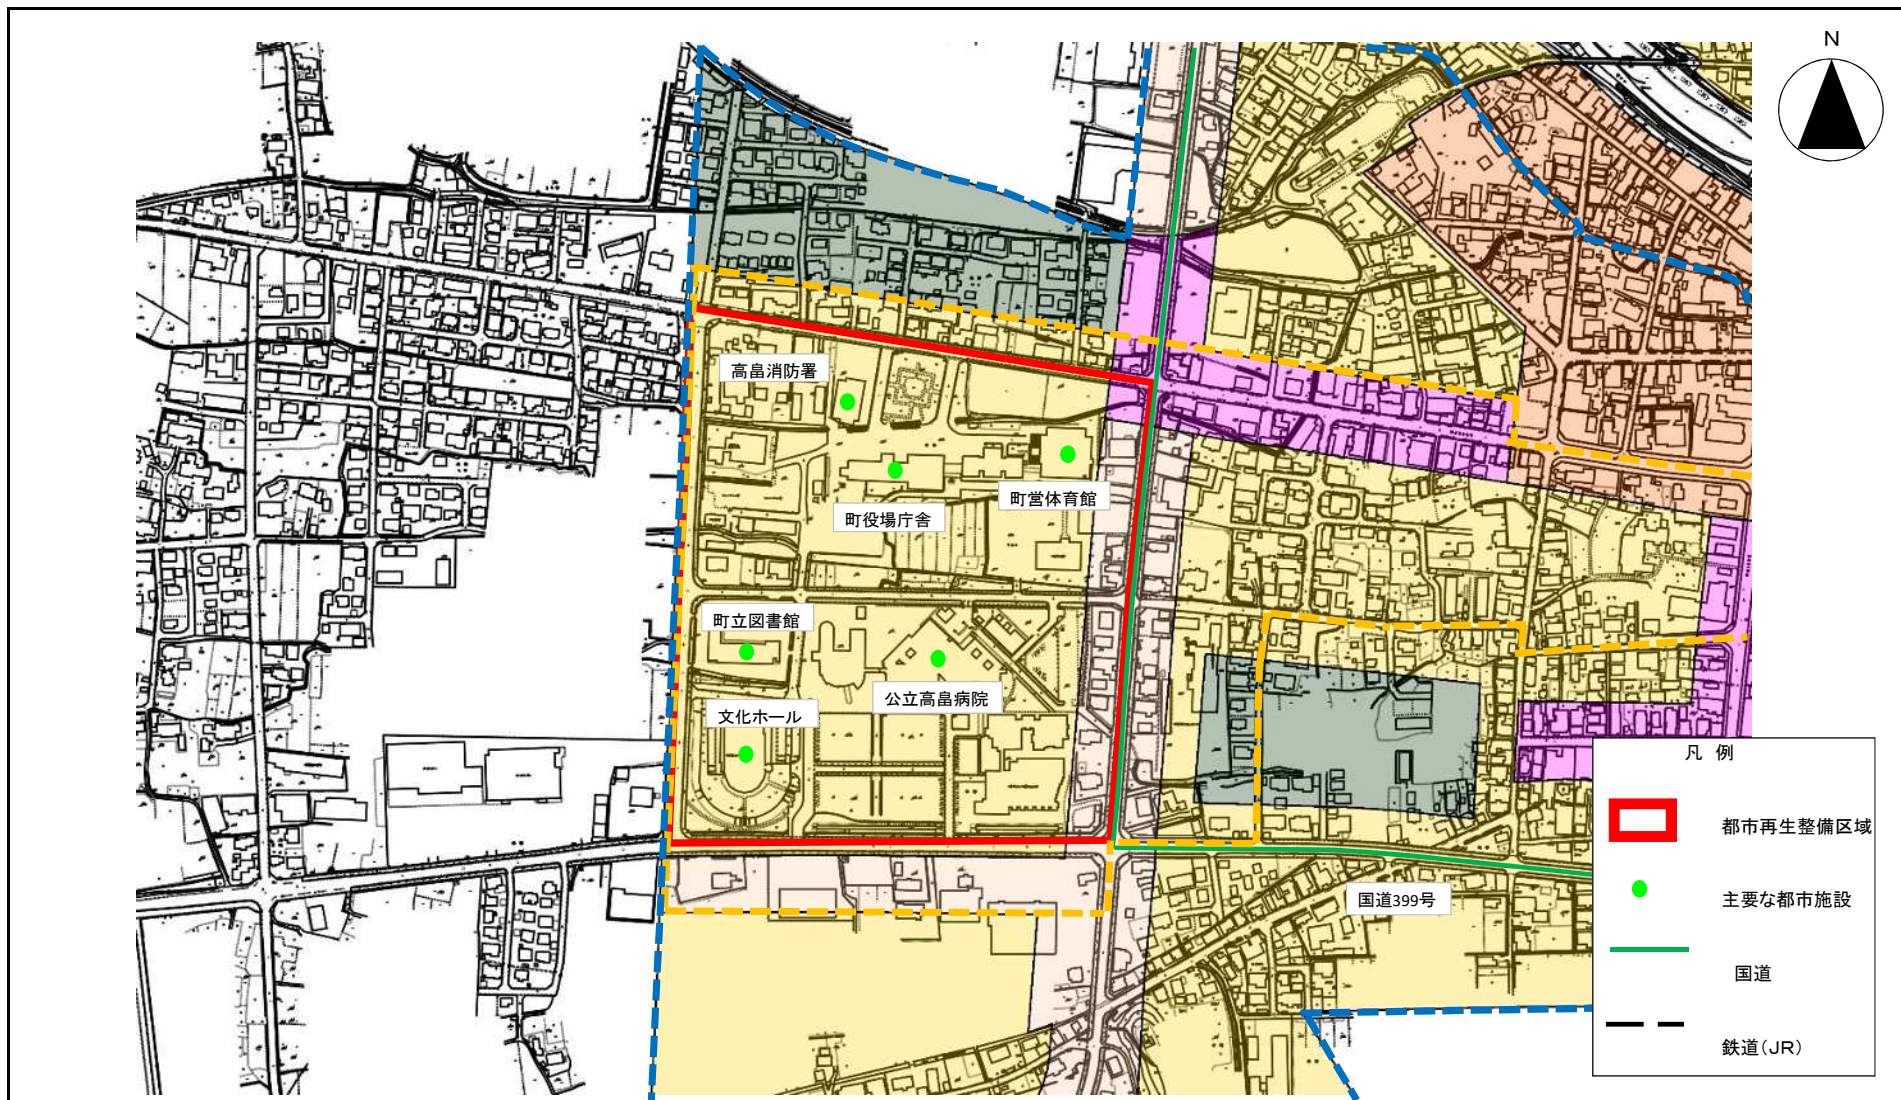 N
高畠消防署
町営体育館
町役場庁舎
町立図書館
公立高畠病院
文化ホール
国道399号
凡 例
都市再生整備区域
主要な都市施設
国道
鉄道(JR)